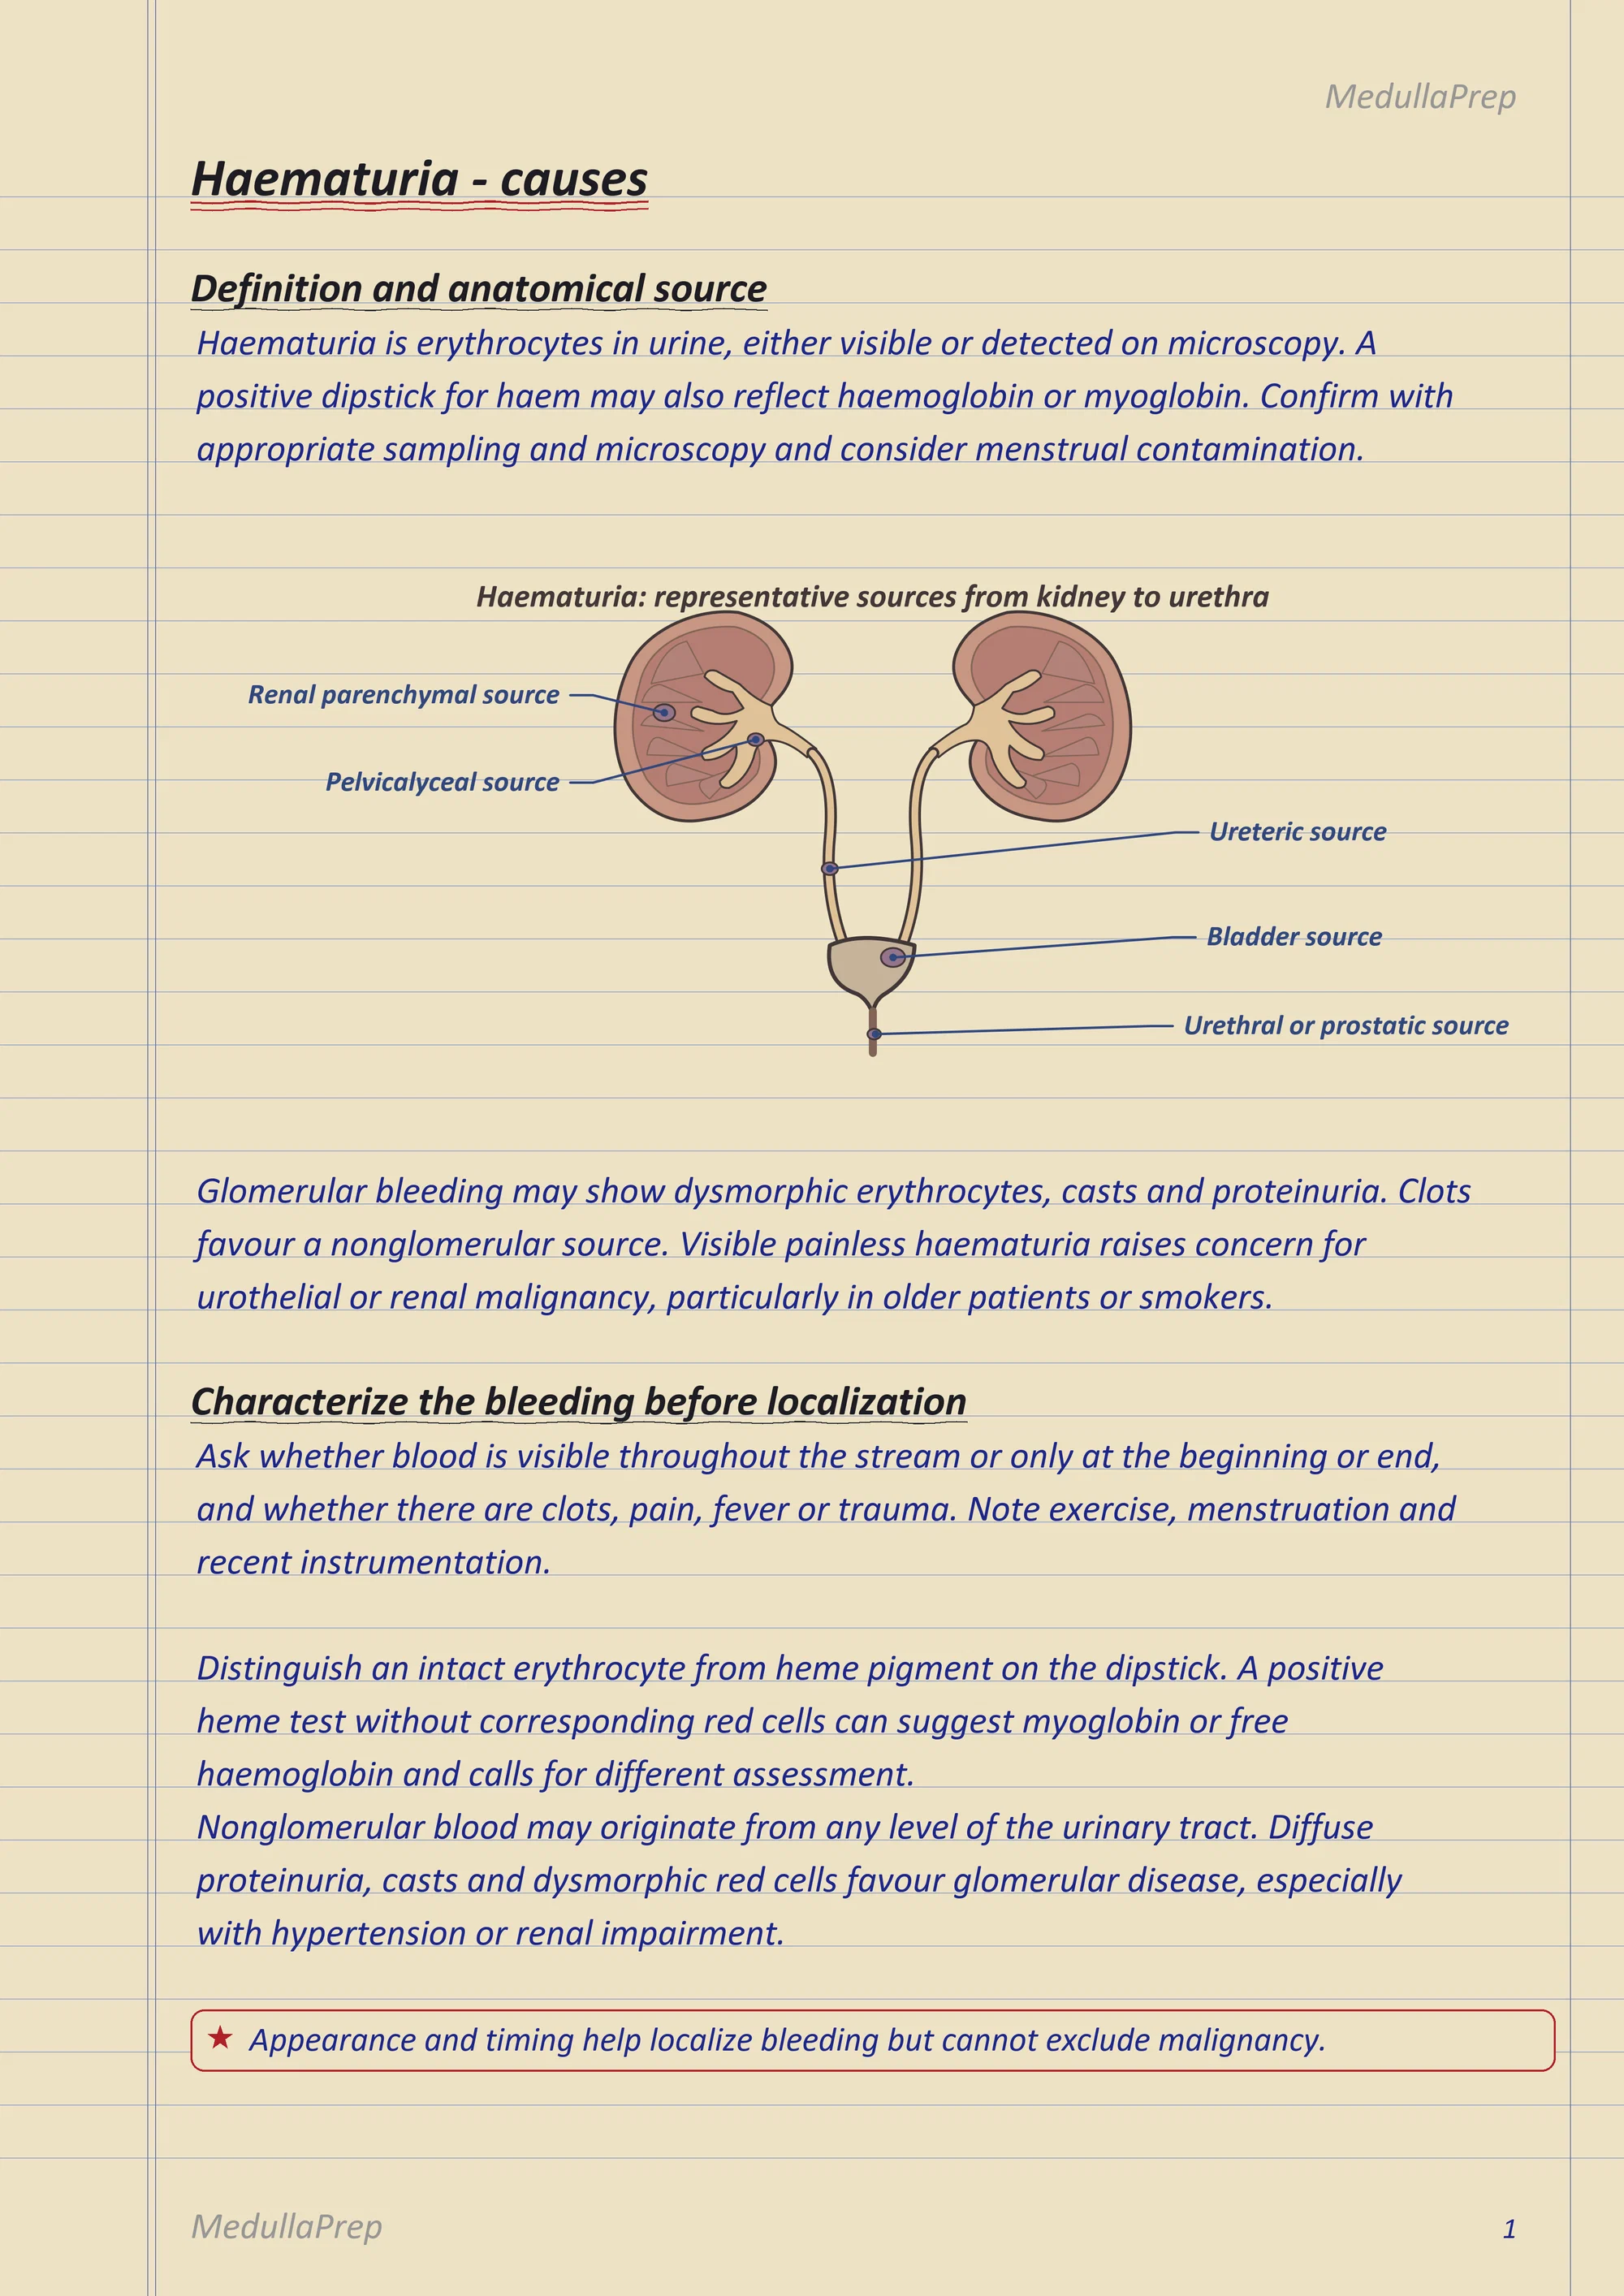 MedullaPrep
Haematuria - causes
Definition and anatomical source
Haematuria is erythrocytes in urine, either visible or detected on microscopy. A
positive dipstick for haem may also reflect haemoglobin or myoglobin. Confirm with
appropriate sampling and microscopy and consider menstrual contamination.
Haematuria: representative sources from kidney to urethra
Renal parenchymal source
Pelvicalyceal source
Ureteric source
Bladder source
Urethral or prostatic source
Glomerular bleeding may show dysmorphic erythrocytes, casts and proteinuria. Clots
favour a nonglomerular source. Visible painless haematuria raises concern for
urothelial or renal malignancy, particularly in older patients or smokers.
Characterize the bleeding before localization
Ask whether blood is visible throughout the stream or only at the beginning or end,
and whether there are clots, pain, fever or trauma. Note exercise, menstruation and
recent instrumentation.
Distinguish an intact erythrocyte from heme pigment on the dipstick. A positive
heme test without corresponding red cells can suggest myoglobin or free
haemoglobin and calls for different assessment.
Nonglomerular blood may originate from any level of the urinary tract. Diffuse
proteinuria, casts and dysmorphic red cells favour glomerular disease, especially
with hypertension or renal impairment.
★ Appearance and timing help localize bleeding but cannot exclude malignancy.
MedullaPrep
1